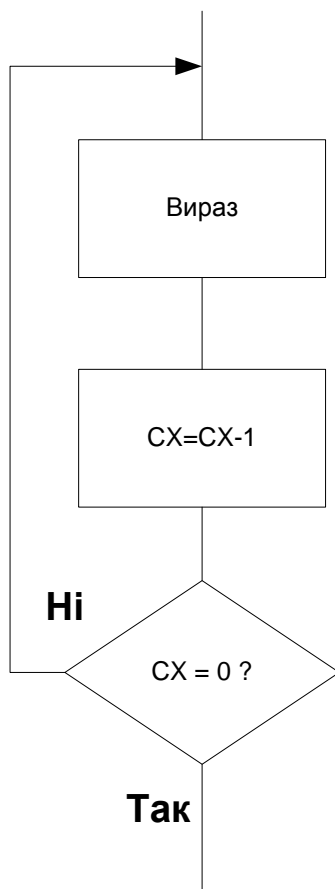 Вираз
CX=CX-1
Ні
CX = 0 ?
Так